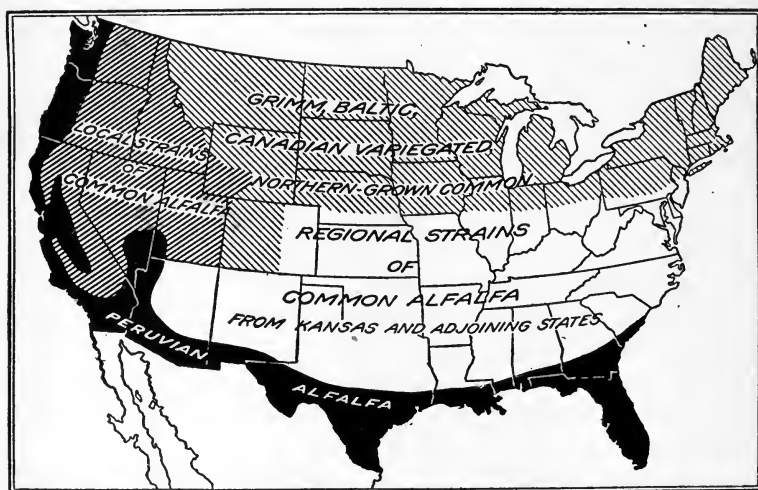 GRIMM, BALTIC,
CANADIAN VARIEGATED
NORTHERN-GROWN COMMON
LOCAL STRAINS
OF
COMMON ALFALFA
REGIONAL STRAINS
OF
COMMON ALFALFA
FROM KANSAS AND ADJOINING STATES
PERUVIAN
ALFALFA